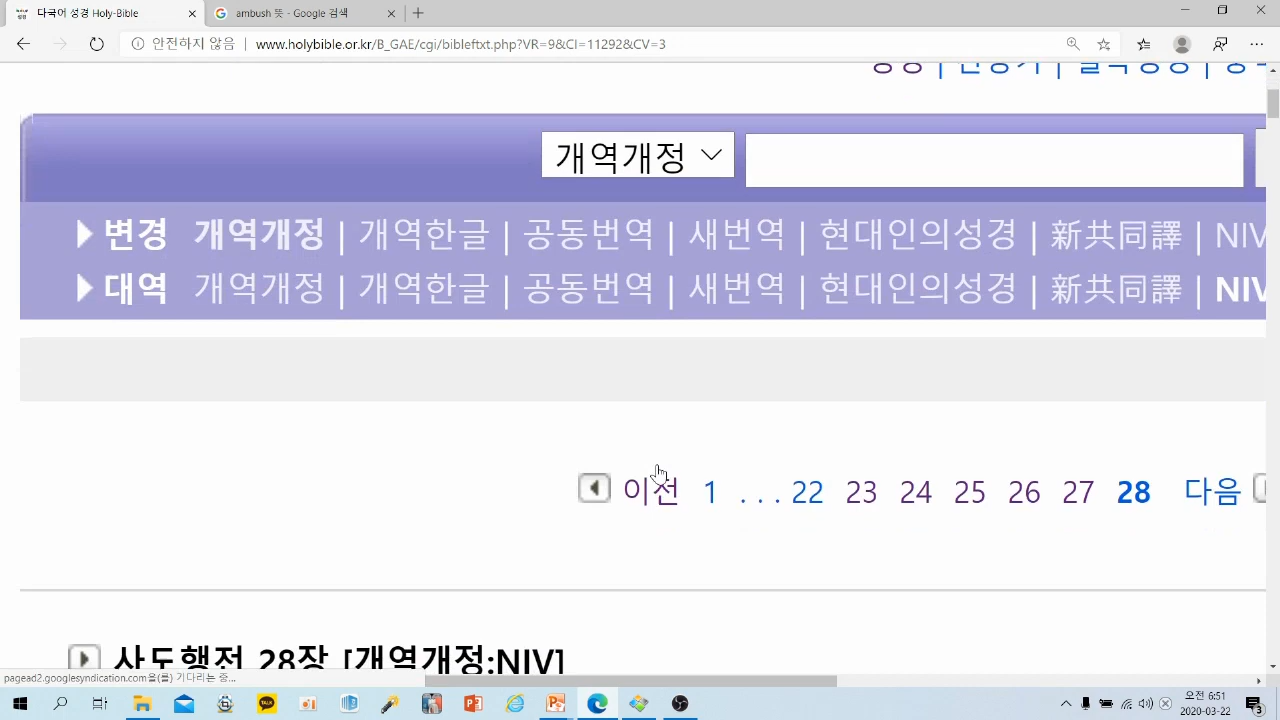 다국어 성경 Holy-Bible
ambush 뜻 - Google 검색
안전하지 않음 | www.holybible.or.kr/B_GAE/cgi/bibleftxt.php?VR=9&CI=11292&CV=3
개역개정
변경 개역개정 | 개역한글 | 공동번역 | 새번역 | 현대인의성경 | 新共同譯 | NIV
대역 개역개정 | 개역한글 | 공동번역 | 새번역 | 현대인의성경 | 新共同譯 | NIV
이전 1 . . . 22 23 24 25 26 27 28 다음
사도행전 28장 [개역개정:NIV]
pagead2.googlesyndication.com을(를) 기다리는 중...
오전 6:51
2020-03-22